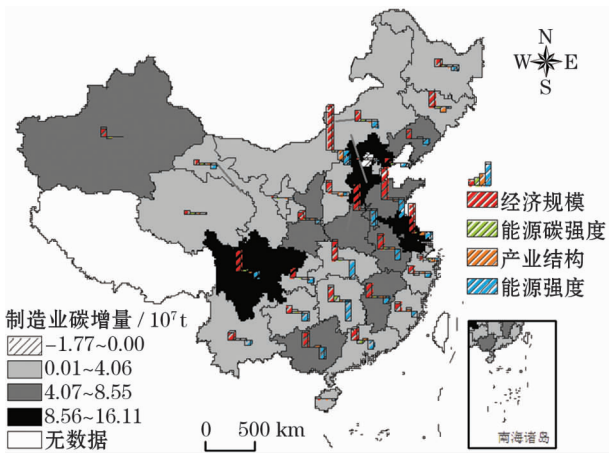 N
W E
S
经济规模
能源碳强度
产业结构
能源强度
制造业碳增量 / 10⁷t
-1.77~0.00
0.01~4.06
4.07~8.55
8.56~16.11
无数据
0 500 km
南海诸岛